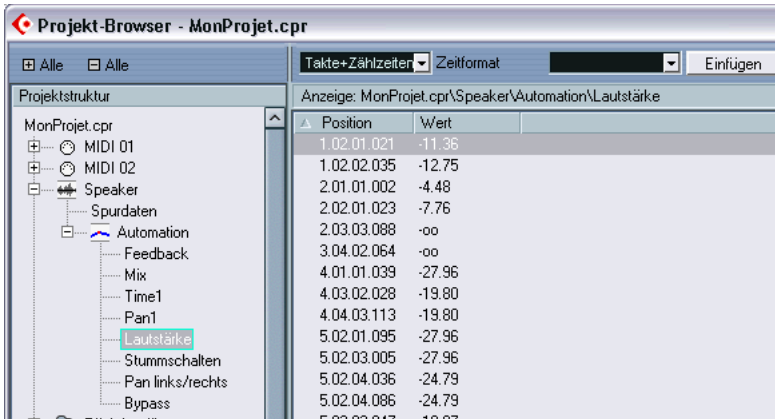 Projekt-Browser - MonProjet.cpr
Alle Alle
Takte+Zählzeiten Zeitformat Einfügen
Projektstruktur
Anzeige: MonProjet.cpr\Speaker\Automation\Lautstärke
MonProjet.cpr
MIDI 01
MIDI 02
Speaker
Spurdaten
Automation
Feedback
Mix
Time1
Pan1
Lautstärke
Stummschalten
Pan links/rechts
Bypass
Position Wert
1.02.01.021 -11.36
1.02.02.035 -12.75
2.01.01.002 -4.48
2.02.01.023 -7.76
2.03.03.088 -oo
3.04.02.064 -oo
4.01.01.039 -27.96
4.03.02.028 -19.80
4.04.03.113 -19.80
5.02.01.095 -27.96
5.02.03.005 -27.96
5.02.04.036 -24.79
5.02.04.086 -24.79